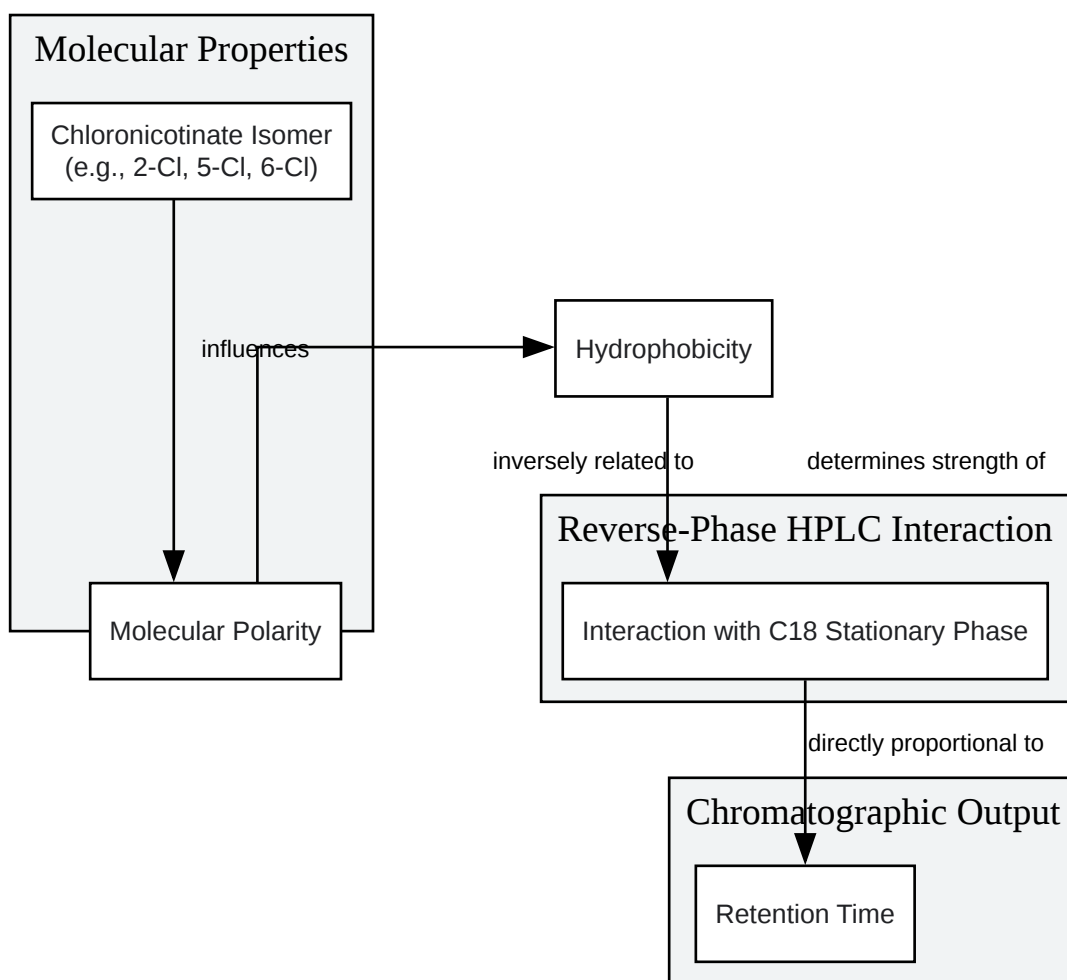 Molecular Properties
Chloronicotinate Isomer
(e.g., 2-Cl, 5-Cl, 6-Cl)
influences
Hydrophobicity
inversely related to
determines strength of
Reverse-Phase HPLC Interaction
Molecular Polarity
Interaction with C18 Stationary Phase
directly proportional to
Chromatographic Output
Retention Time